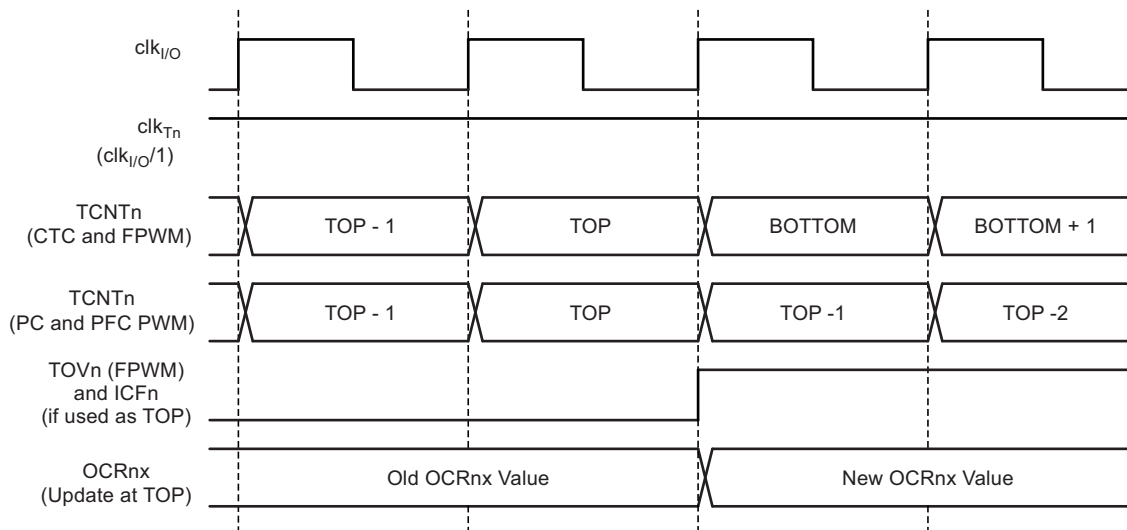 clkI/O
clkTn
(clkI/O/1)
TCNTn
(CTC and FPWM)
TOP - 1
TOP
BOTTOM
BOTTOM + 1
TCNTn
(PC and PFC PWM)
TOP - 1
TOP
TOP -1
TOP -2
TOVn (FPWM)
and ICFn
(if used as TOP)
OCRnx
(Update at TOP)
Old OCRnx Value
New OCRnx Value